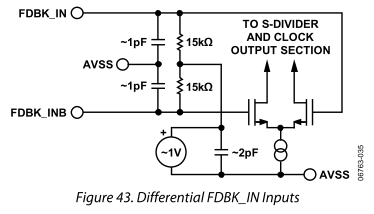 FDBK_IN
TO S-DIVIDER
AND CLOCK
OUTPUT SECTION
~1pF
15kΩ
AVSS
~1pF
15kΩ
FDBK_INB
+
~1V
~2pF
AVSS
06763-035
Figure 43. Differential FDBK_IN Inputs